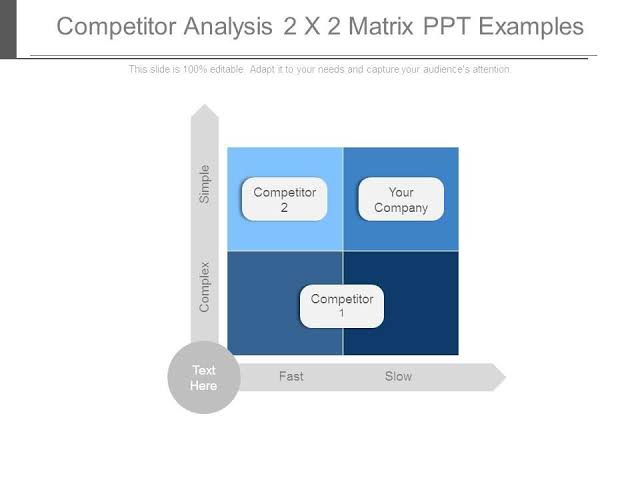 Competitor Analysis 2 X 2 Matrix PPT Examples
This slide is 100% editable. Adapt it to your needs and capture your audience's attention.
Simple
Competitor
2
Your
Company
Complex
Competitor
1
Text
Here
Fast
Slow